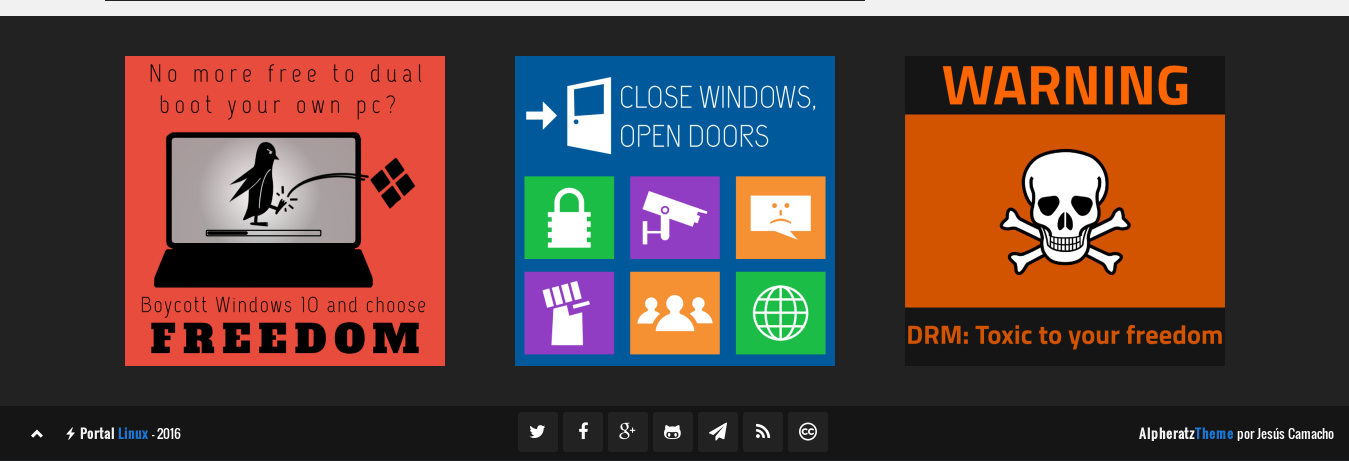 No more free to dual
boot your own pc?
Boycott Windows 10 and choose
FREEDOM
CLOSE WINDOWS,
OPEN DOORS
WARNING
DRM: Toxic to your freedom
Portal Linux - 2016
g+
cc
AlpheratzTheme por Jesús Camacho